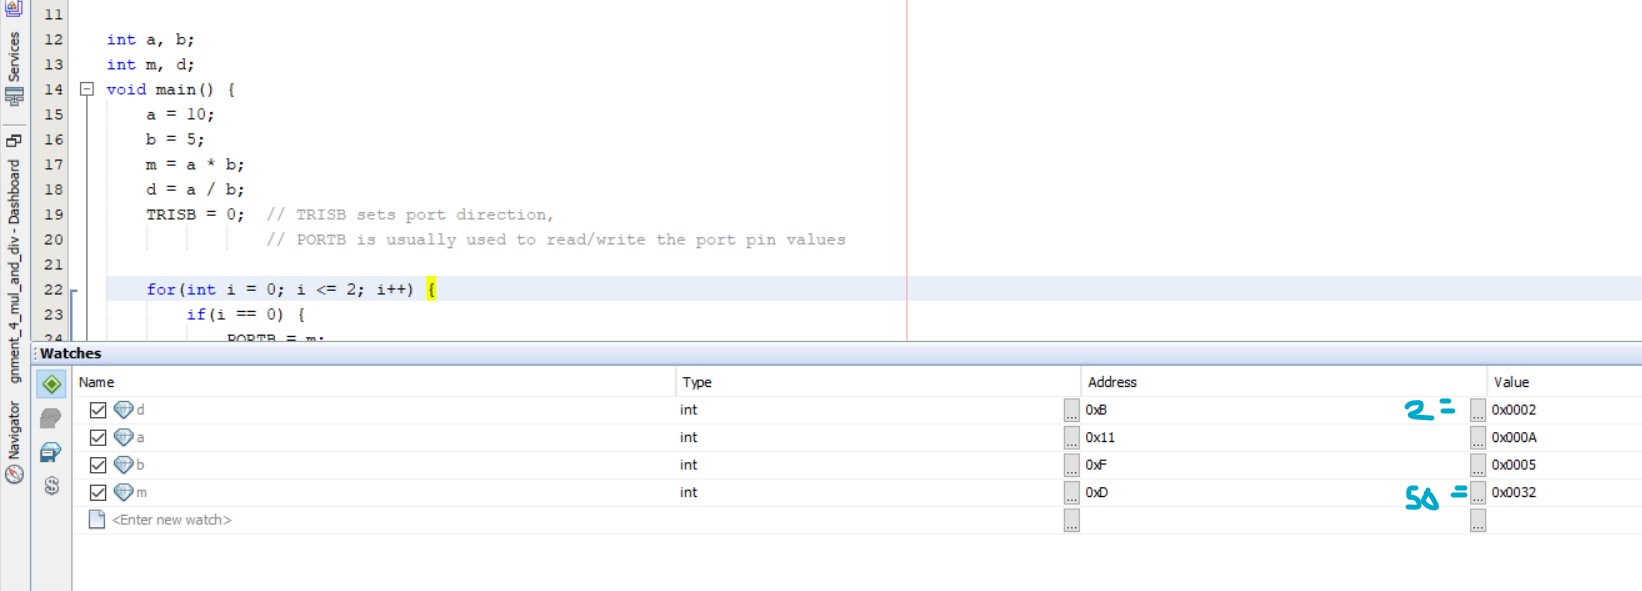 Services
gnment_4_mul_and_div - Dashboard
Navigator
11
12 int a, b;
13 int m, d;
14 void main() {
15 a = 10;
16 b = 5;
17 m = a * b;
18 d = a / b;
19 TRISB = 0; // TRISB sets port direction,
20 // PORTB is usually used to read/write the port pin values
21
22 for(int i = 0; i <= 2; i++) {
23 if(i == 0) {
24 PORTB = m;
Watches
Name Type Address Value
d int ... 0xB 2 = ... 0x0002
a int ... 0x11 ... 0x000A
b int ... 0xF ... 0x0005
m int ... 0xD 50 = ... 0x0032
<Enter new watch> ... ...